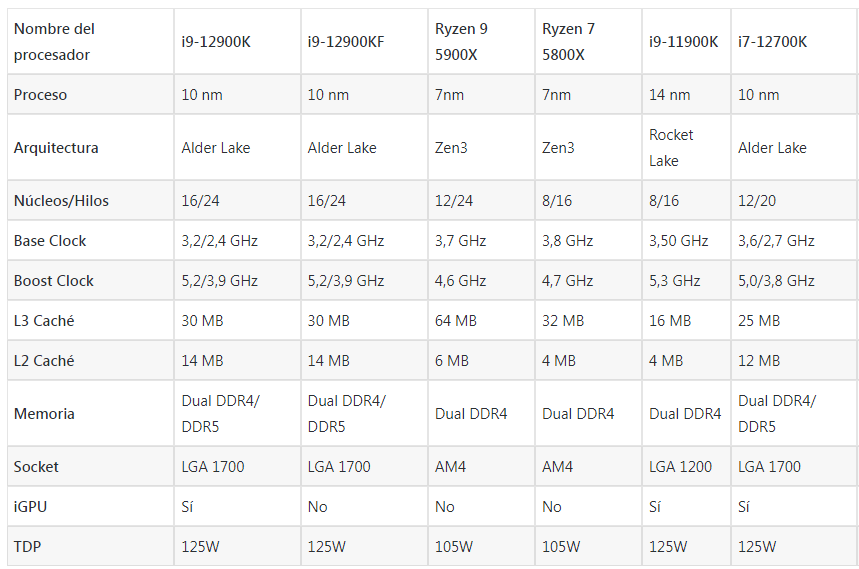 Nombre del procesador i9-12900K i9-12900KF Ryzen 9 5900X Ryzen 7 5800X i9-11900K i7-12700K
Proceso 10 nm 10 nm 7nm 7nm 14 nm 10 nm
Arquitectura Alder Lake Alder Lake Zen3 Zen3 Rocket Lake Alder Lake
Núcleos/Hilos 16/24 16/24 12/24 8/16 8/16 12/20
Base Clock 3,2/2,4 GHz 3,2/2,4 GHz 3,7 GHz 3,8 GHz 3,50 GHz 3,6/2,7 GHz
Boost Clock 5,2/3,9 GHz 5,2/3,9 GHz 4,6 GHz 4,7 GHz 5,3 GHz 5,0/3,8 GHz
L3 Caché 30 MB 30 MB 64 MB 32 MB 16 MB 25 MB
L2 Caché 14 MB 14 MB 6 MB 4 MB 4 MB 12 MB
Memoria Dual DDR4/DDR5 Dual DDR4/DDR5 Dual DDR4 Dual DDR4 Dual DDR4 Dual DDR4/DDR5
Socket LGA 1700 LGA 1700 AM4 AM4 LGA 1200 LGA 1700
iGPU Sí No No No Sí Sí
TDP 125W 125W 105W 105W 125W 125W